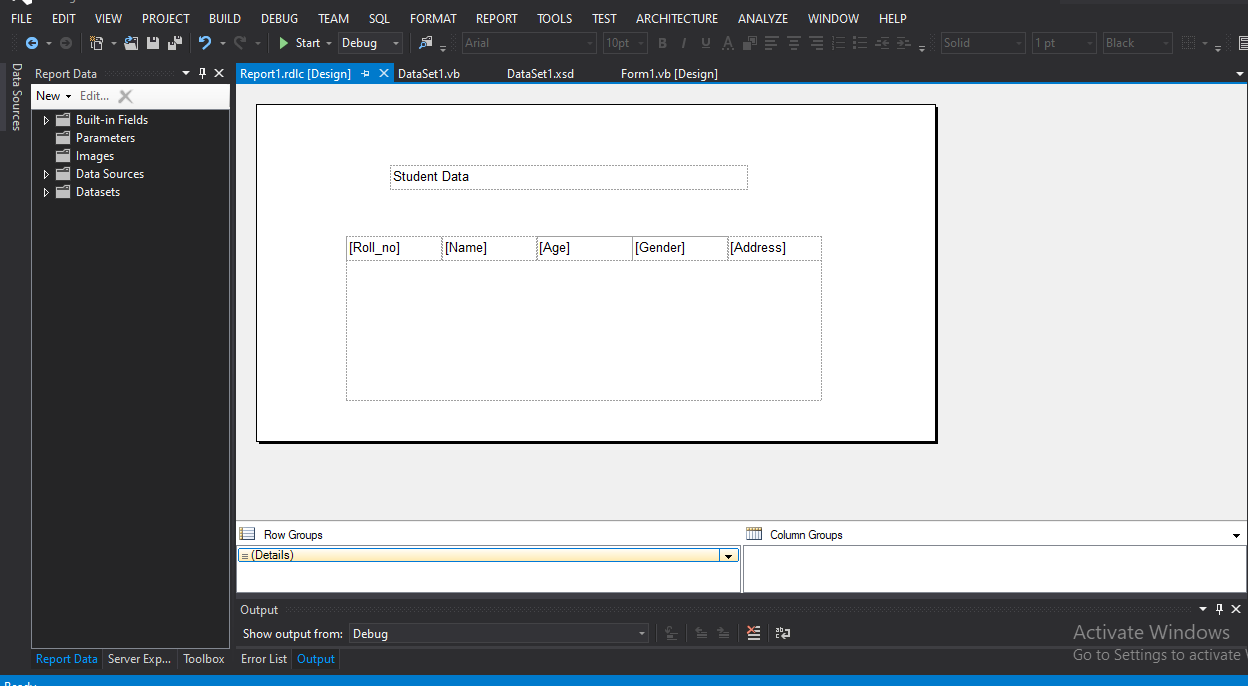 FILE EDIT VIEW PROJECT BUILD DEBUG TEAM SQL FORMAT REPORT TOOLS TEST ARCHITECTURE ANALYZE WINDOW HELP
Start Debug Arial 10pt B I U A Solid 1 pt Black
Data Sources
Report Data
Report1.rdlc [Design] DataSet1.vb DataSet1.xsd Form1.vb [Design]
New Edit...
Built-in Fields
Parameters
Images
Data Sources
Datasets
Student Data
[Roll_no] [Name] [Age] [Gender] [Address]
Row Groups Column Groups
(Details)
Output
Show output from: Debug
Activate Windows
Go to Settings to activate
Report Data Server Exp... Toolbox Error List Output